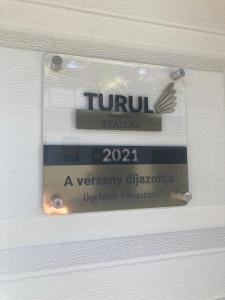 TURUL
SZÁLLÁS
2021
A verseny díjazottja
Ügyfelek Választása